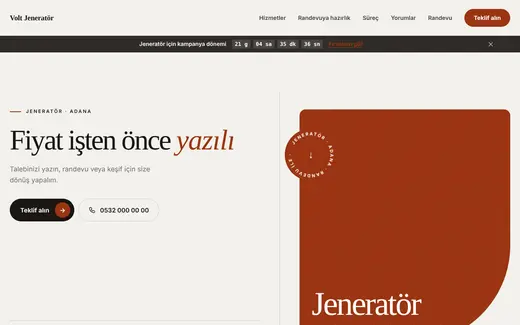 Volt Jeneratör
Hizmetler
Randevuya hazırlık
Süreç
Yorumlar
Randevu
Teklif alın
Jeneratör için kampanya dönemi
21 g
04 sa
35 dk
36 sn
JENERATÖR · ADANA
Fiyat işten önce yazılı
Talebinizi yazın, randevu veya keşif için size
dönüş yapalım.
Teklif alın
0532 000 00 00
JENERATÖR · ADANA · RANDEVU İLE ·
Jeneratör